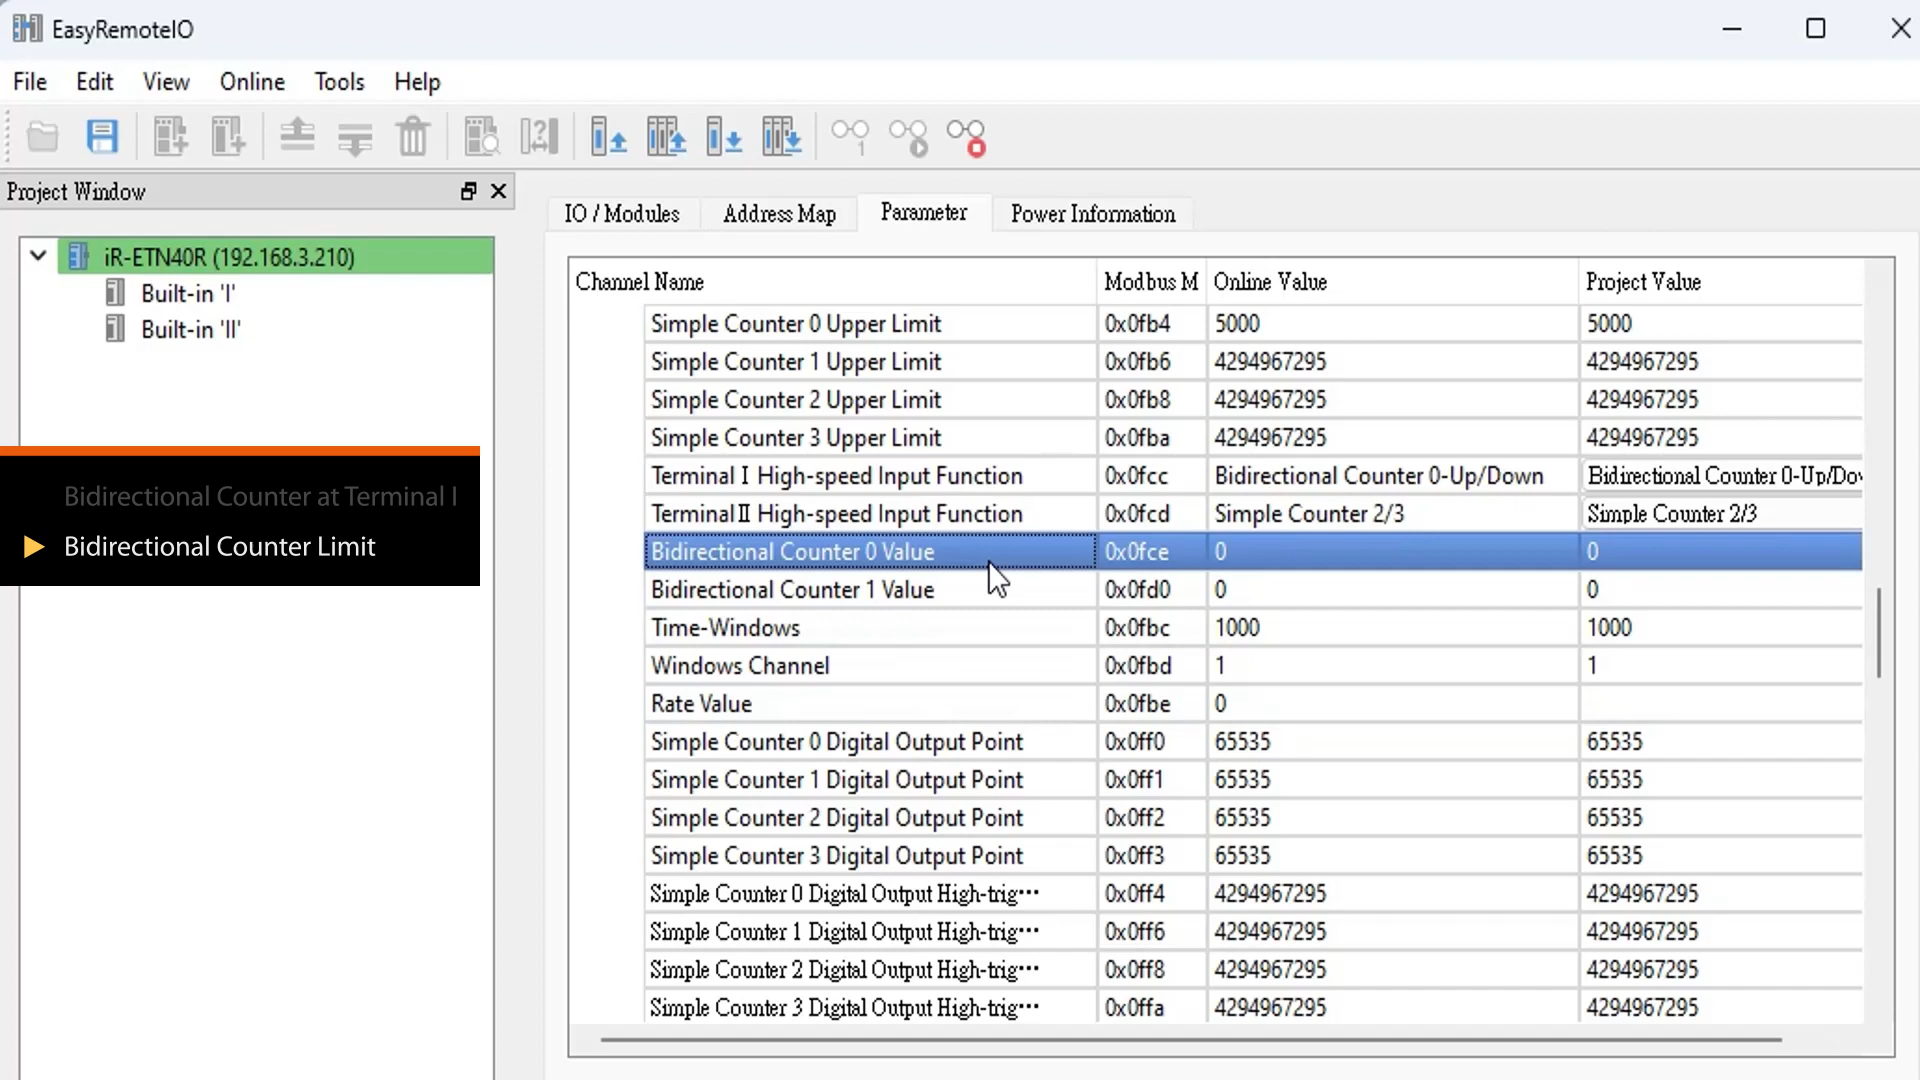 EasyRemoteIO
File Edit View Online Tools Help
Project Window
iR-ETN40R (192.168.3.210)
Built-in 'I'
Built-in 'II'
Bidirectional Counter at Terminal I
Bidirectional Counter Limit
IO / Modules Address Map Parameter Power Information
Channel Name Modbus M Online Value Project Value
Simple Counter 0 Upper Limit 0x0fb4 5000 5000
Simple Counter 1 Upper Limit 0x0fb6 4294967295 4294967295
Simple Counter 2 Upper Limit 0x0fb8 4294967295 4294967295
Simple Counter 3 Upper Limit 0x0fba 4294967295 4294967295
Terminal Ⅰ High-speed Input Function 0x0fcc Bidirectional Counter 0-Up/Down Bidirectional Counter 0-Up/Dov
Terminal Ⅱ High-speed Input Function 0x0fcd Simple Counter 2/3 Simple Counter 2/3
Bidirectional Counter 0 Value 0x0fce 0 0
Bidirectional Counter 1 Value 0x0fd0 0 0
Time-Windows 0x0fbc 1000 1000
Windows Channel 0x0fbd 1 1
Rate Value 0x0fbe 0
Simple Counter 0 Digital Output Point 0x0ff0 65535 65535
Simple Counter 1 Digital Output Point 0x0ff1 65535 65535
Simple Counter 2 Digital Output Point 0x0ff2 65535 65535
Simple Counter 3 Digital Output Point 0x0ff3 65535 65535
Simple Counter 0 Digital Output High-trig… 0x0ff4 4294967295 4294967295
Simple Counter 1 Digital Output High-trig… 0x0ff6 4294967295 4294967295
Simple Counter 2 Digital Output High-trig… 0x0ff8 4294967295 4294967295
Simple Counter 3 Digital Output High-trig… 0x0ffa 4294967295 4294967295